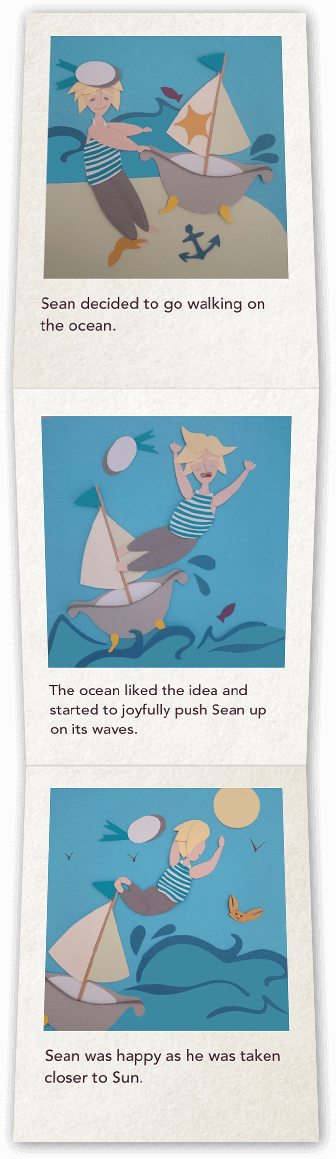 Sean decided to go walking on
the ocean.
The ocean liked the idea and
started to joyfully push Sean up
on its waves.
Sean was happy as he was taken
closer to Sun.